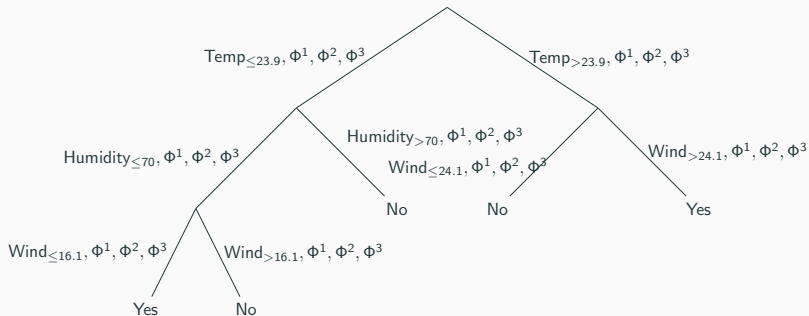 Temp≤23.9, Φ¹, Φ², Φ³
Temp>23.9, Φ¹, Φ², Φ³
Humidity≤70, Φ¹, Φ², Φ³
Humidity>70, Φ¹, Φ², Φ³
Wind≤24.1, Φ¹, Φ², Φ³
Wind>24.1, Φ¹, Φ², Φ³
No
No
Yes
Wind≤16.1, Φ¹, Φ², Φ³
Wind>16.1, Φ¹, Φ², Φ³
Yes
No